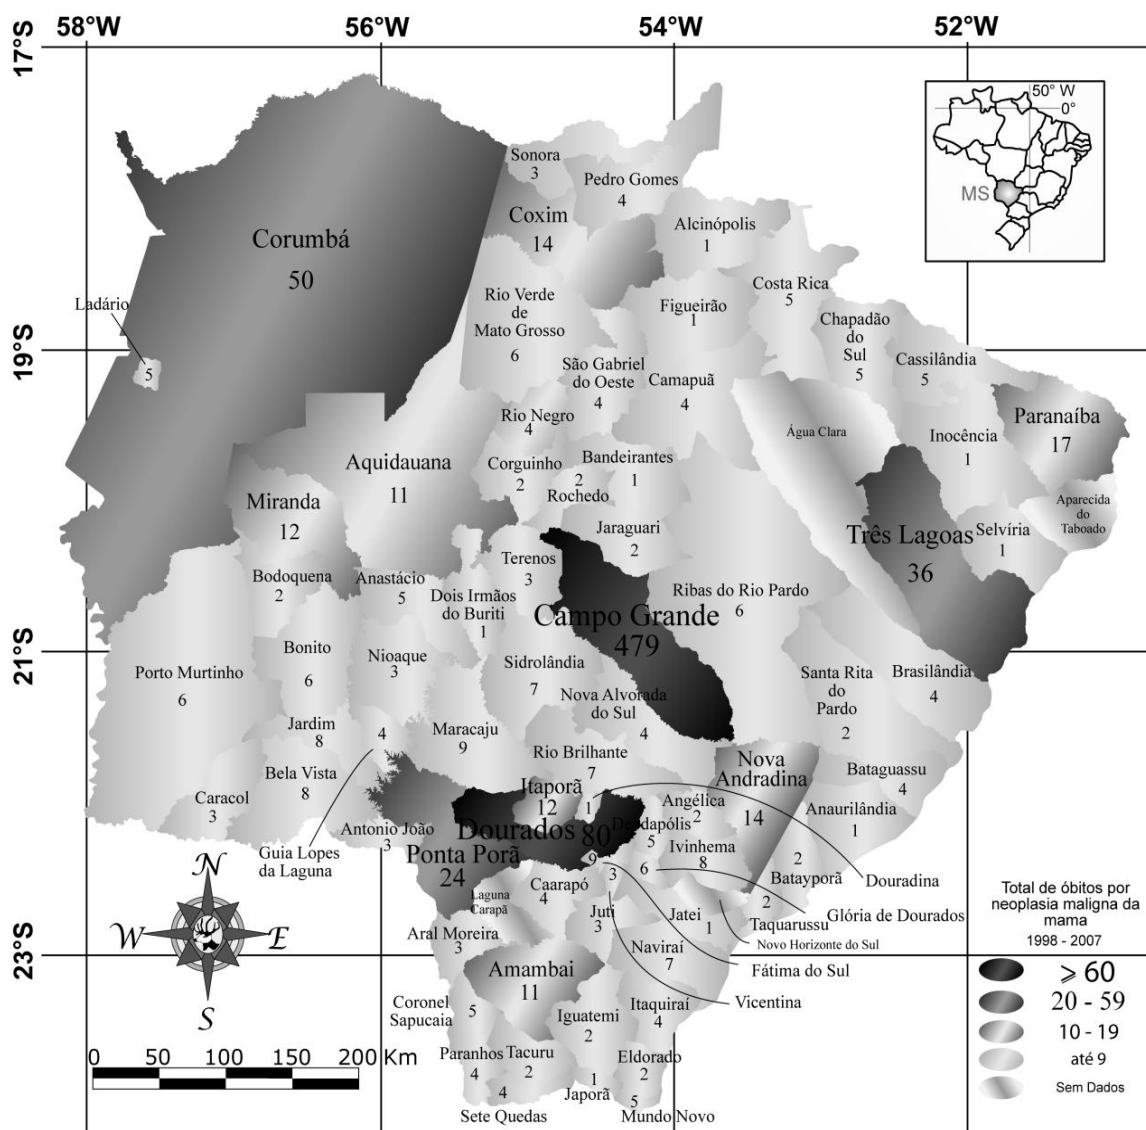 58°W 56°W 54°W 52°W
17°S
19°S
21°S
23°S
50° W
0°
MS
Sonora
3
Pedro Gomes
4
Coxim
14
Alcinópolis
1
Corumbá
50
Ladário
5
Costa Rica
5
Rio Verde
de
Mato Grosso
6
Figueirão
1
Chapadão
do
Sul
5
Cassilândia
5
São Gabriel
do Oeste
4
Camapuã
4
Paranaíba
17
Rio Negro
4
Água Clara
Inocência
1
Aquidauana
11
Corguinho
2
Bandeirantes
1
2
Rochedo
Miranda
12
Aparecida
do
Taboado
Jaraguari
2
Três Lagoas
36
Selvíria
1
Terenos
3
Bodoquena
2
Anastácio
5
Dois Irmãos
do Buriti
1
Ribas do Rio Pardo
6
Campo Grande
479
Porto Murtinho
6
Bonito
6
Nioaque
3
Sidrolândia
7
Santa Rita
do
Pardo
2
Brasilândia
4
Nova Alvorada
do Sul
4
Jardim
8
4
Maracaju
9
Rio Brilhante
7
Nova
Andradina
14
Bataguassu
4
Bela Vista
8
Caracol
3
Itaporã
12
1
Angélica
2
Anaurilândia
1
Antonio João
3
Dourados 80
Deodápolis
5
Ivinhema
8
Guia Lopes
da Laguna
Ponta Porã
24
9
3
6
2
Batayporã
Douradina
Laguna
Carapã
Caarapó
4
2
Taquarussu
Glória de Dourados
Juti
3
Jatei
1
Novo Horizonte do Sul
Aral Moreira
3
Naviraí
7
Fátima do Sul
Amambai
11
Vicentina
Coronel
Sapucaia
5
Iguatemi
2
Itaquiraí
4
Paranhos
4
Tacuru
2
Eldorado
2
4
Sete Quedas
1
Japorã
5
Mundo Novo
N
W E
S
0 50 100 150 200 Km
Total de óbitos por
neoplasia maligna da
mama
1998 - 2007
⩾ 60
20 - 59
10 - 19
até 9
Sem Dados